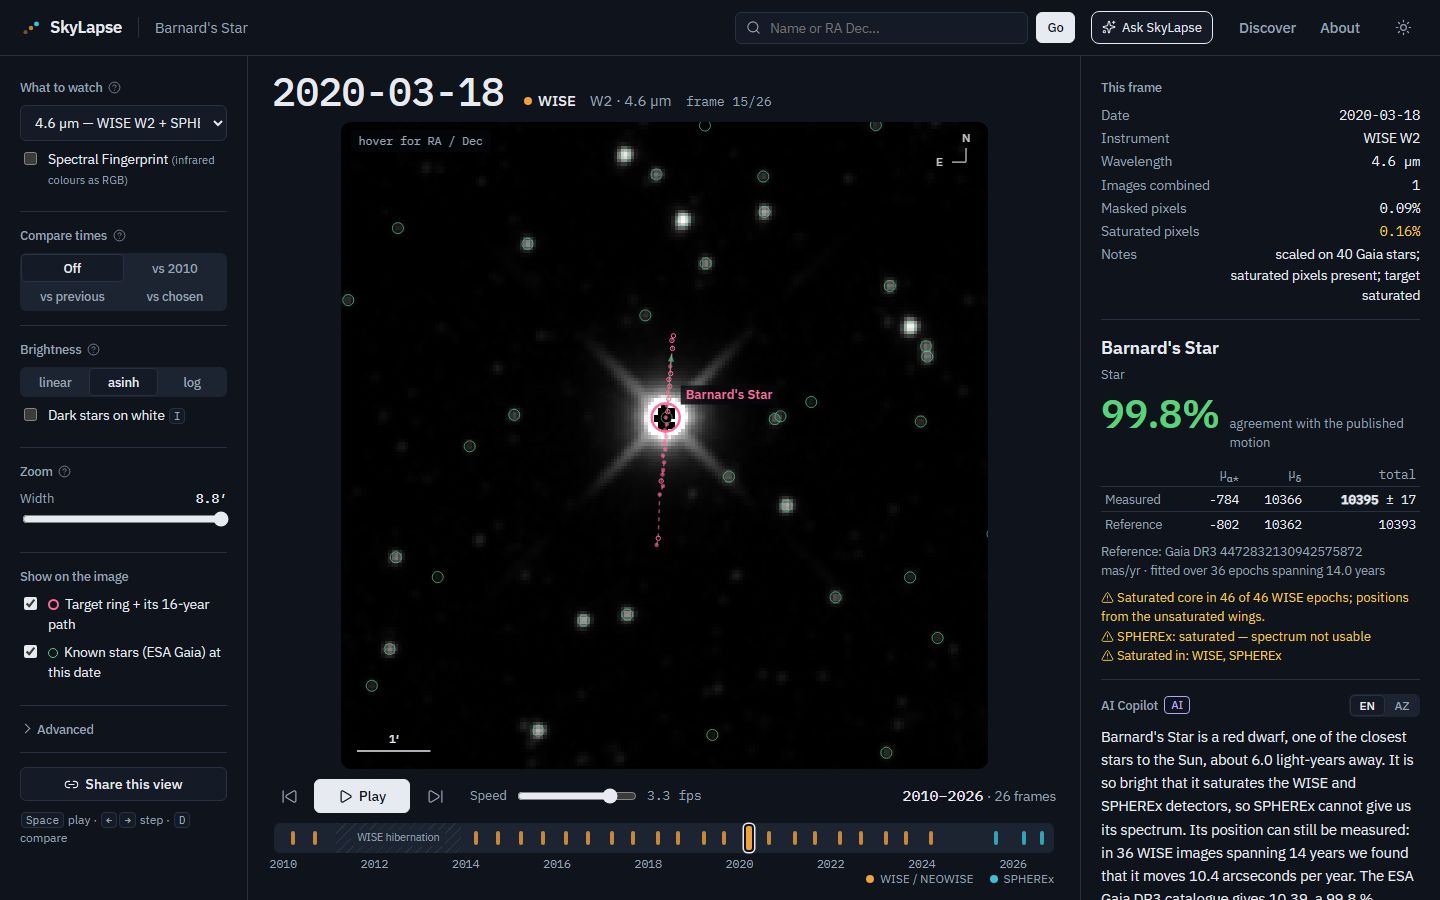 SkyLapse
Barnard's Star
Name or RA Dec...
Go
Ask SkyLapse
Discover
About
What to watch
4.6 µm — WISE W2 + SPHE
Spectral Fingerprint (infrared
colours as RGB)
Compare times
Off
vs 2010
vs previous
vs chosen
Brightness
linear
asinh
log
Dark stars on white I
Zoom
Width 8.8′
Show on the image
Target ring + its 16-year
path
Known stars (ESA Gaia) at
this date
Advanced
Share this view
Space play · ← → step · D
compare
2020-03-18
WISE W2 · 4.6 µm frame 15/26
hover for RA / Dec
N
E
Barnard's Star
1′
Play
Speed
3.3 fps
2010–2026 · 26 frames
WISE hibernation
2010 2012 2014 2016 2018 2020 2022 2024 2026
WISE / NEOWISE SPHEREx
This frame
Date 2020-03-18
Instrument WISE W2
Wavelength 4.6 µm
Images combined 1
Masked pixels 0.09%
Saturated pixels 0.16%
Notes scaled on 40 Gaia stars;
saturated pixels present; target
saturated
Barnard's Star
Star
99.8% agreement with the published
motion
µα* µδ total
Measured -784 10366 10395 ± 17
Reference -802 10362 10393
Reference: Gaia DR3 4472832130942575872
mas/yr · fitted over 36 epochs spanning 14.0 years
⚠ Saturated core in 46 of 46 WISE epochs; positions
from the unsaturated wings.
⚠ SPHEREx: saturated — spectrum not usable
⚠ Saturated in: WISE, SPHEREx
AI Copilot AI
EN AZ
Barnard's Star is a red dwarf, one of the closest
stars to the Sun, about 6.0 light-years away. It is
so bright that it saturates the WISE and
SPHEREx detectors, so SPHEREx cannot give us
its spectrum. Its position can still be measured:
in 36 WISE images spanning 14 years we found
that it moves 10.4 arcseconds per year. The ESA
Gaia DR3 catalogue gives 10.39, a 99.8 %